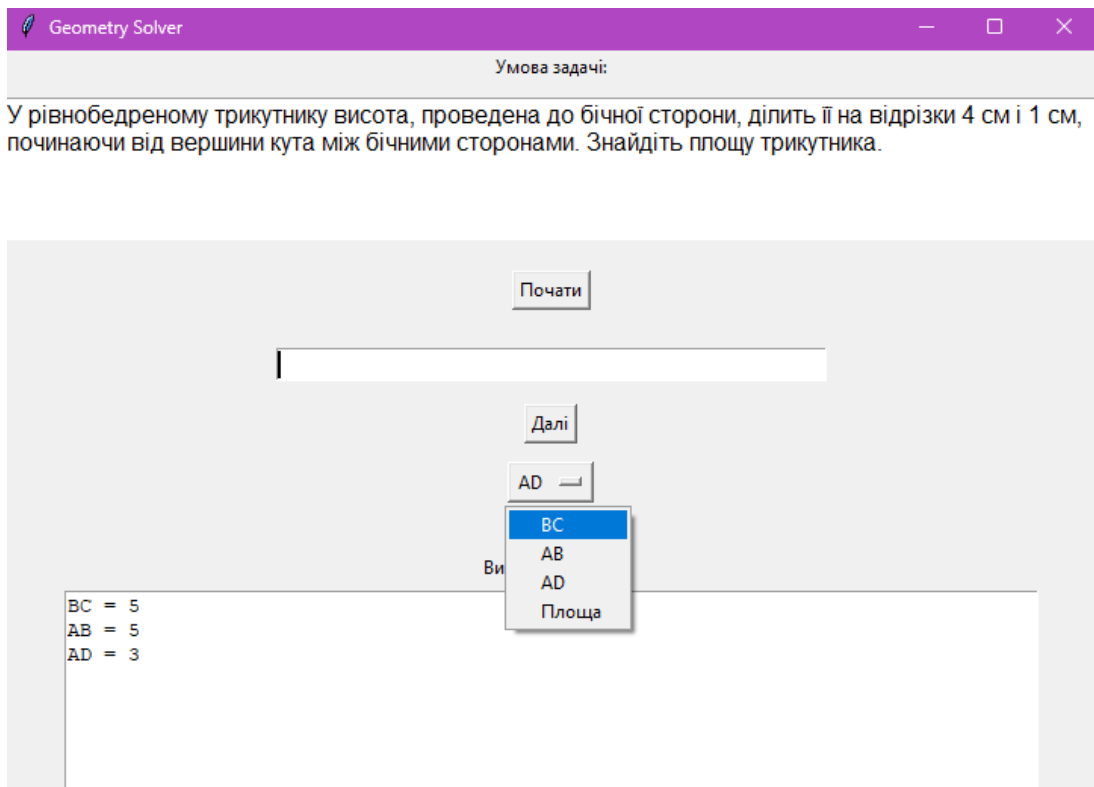 Geometry Solver
Умова задачі:
У рівнобедреному трикутнику висота, проведена до бічної сторони, ділить її на відрізки 4 см і 1 см,
починаючи від вершини кута між бічними сторонами. Знайдіть площу трикутника.
Почати
Далі
AD
BC
AB
AD
Площа
Ви
BC = 5
AB = 5
AD = 3